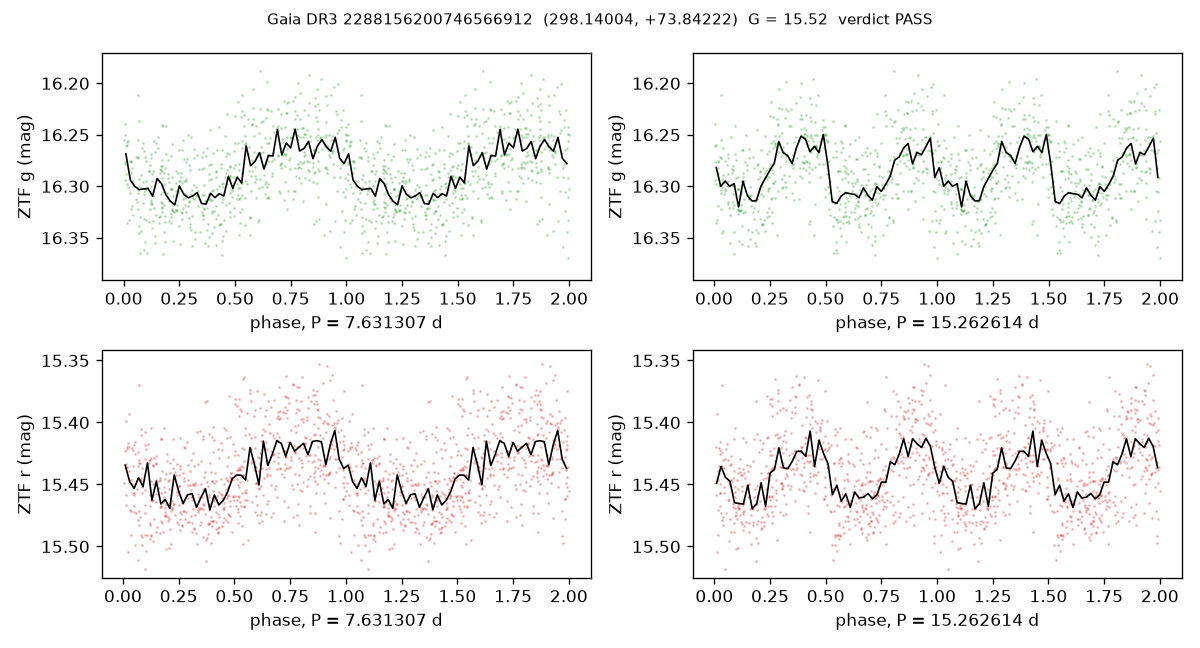 Gaia DR3 2288156200746566912 (298.14004, +73.84222) G = 15.52 verdict PASS
ZTF g (mag)
16.20
16.25
16.30
16.35
0.00 0.25 0.50 0.75 1.00 1.25 1.50 1.75 2.00
phase, P = 7.631307 d
ZTF g (mag)
16.20
16.25
16.30
16.35
0.00 0.25 0.50 0.75 1.00 1.25 1.50 1.75 2.00
phase, P = 15.262614 d
ZTF r (mag)
15.35
15.40
15.45
15.50
0.00 0.25 0.50 0.75 1.00 1.25 1.50 1.75 2.00
phase, P = 7.631307 d
ZTF r (mag)
15.35
15.40
15.45
15.50
0.00 0.25 0.50 0.75 1.00 1.25 1.50 1.75 2.00
phase, P = 15.262614 d